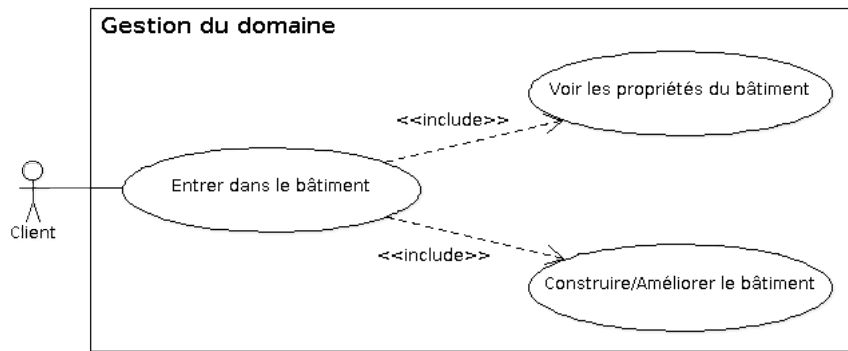 Gestion du domaine
Voir les propriétés du bâtiment
<<include>>
Entrer dans le bâtiment
Client
<<include>>
Construire/Améliorer le bâtiment